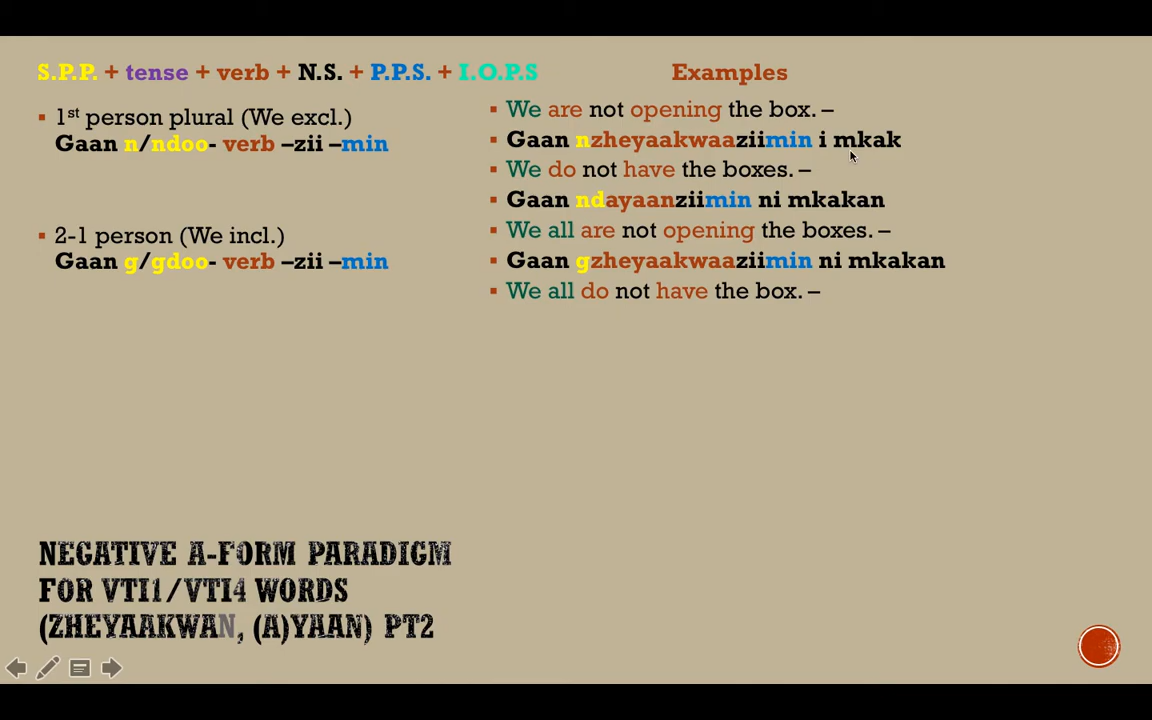 S.P.P. + tense + verb + N.S. + P.P.S. + I.O.P.S
▪ 1st person plural (We excl.)
Gaan n/ndoo- verb –zii –min
▪ 2-1 person (We incl.)
Gaan g/gdoo- verb –zii –min
Examples
▪ We are not opening the box. –
▪ Gaan nzheyaakwaaziimin i mkak
▪ We do not have the boxes. –
▪ Gaan ndayaanziimin ni mkakan
▪ We all are not opening the boxes. –
▪ Gaan gzheyaakwaaziimin ni mkakan
▪ We all do not have the box. –
NEGATIVE A-FORM PARADIGM
FOR VTI1/VTI4 WORDS
(ZHEYAAKWAN, (A)YAAN) PT2